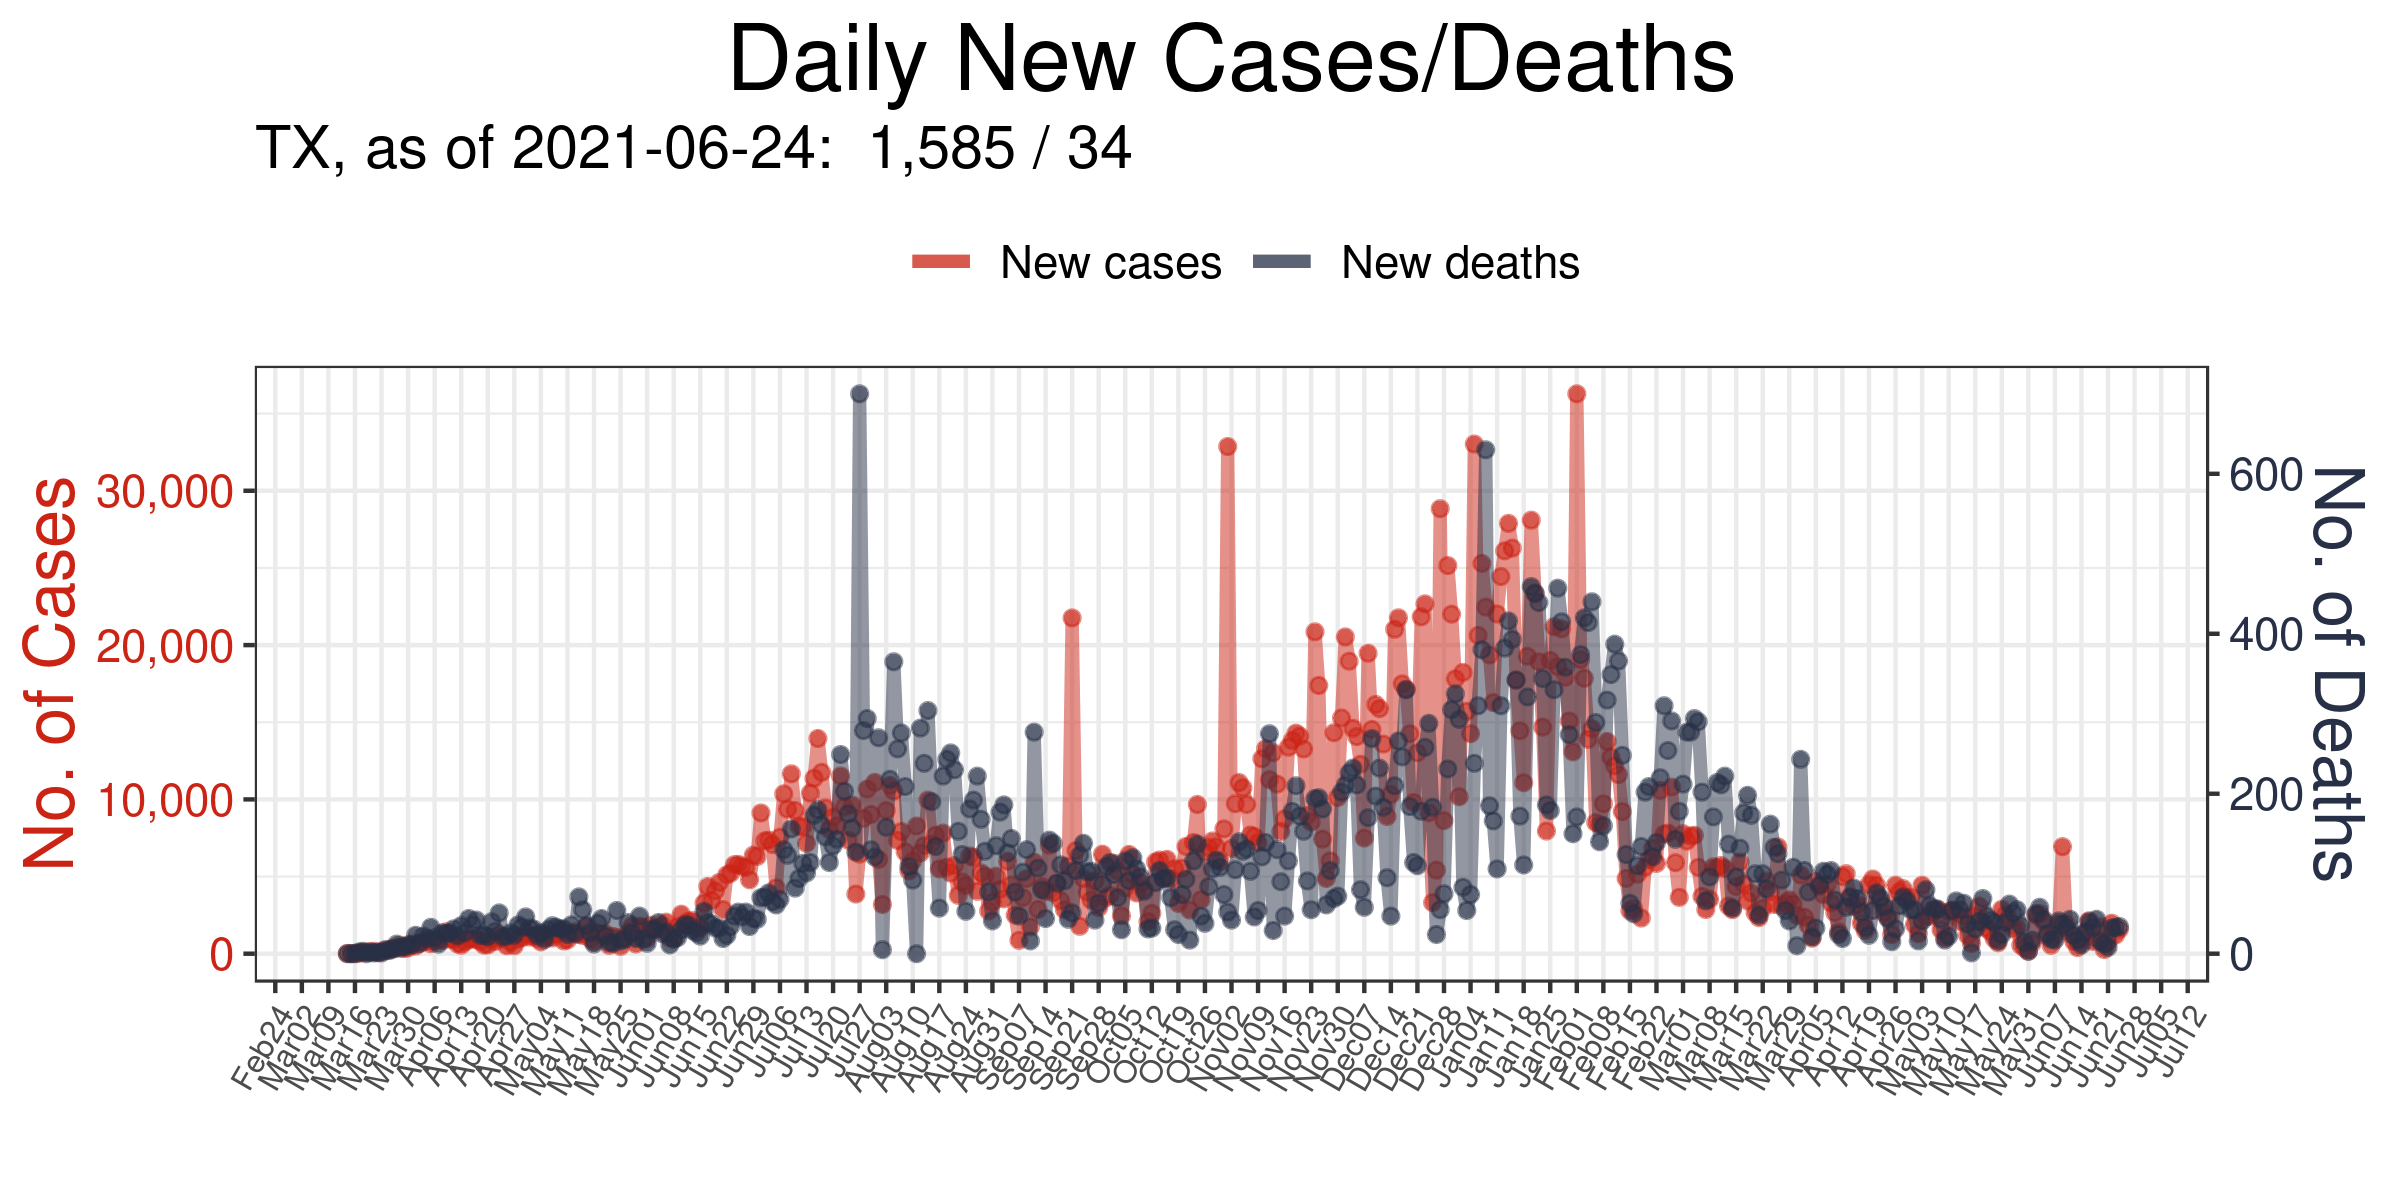 Daily New Cases/Deaths
TX, as of 2021-06-24:  1,585 / 34
New cases
New deaths
No. of Cases
30,000
20,000
10,000
0
600
400
200
0
No. of Deaths
Feb24
Mar02
Mar09
Mar16
Mar23
Mar30
Apr06
Apr13
Apr20
Apr27
May04
May11
May18
May25
Jun01
Jun08
Jun15
Jun22
Jun29
Jul06
Jul13
Jul20
Jul27
Aug03
Aug10
Aug17
Aug24
Aug31
Sep07
Sep14
Sep21
Sep28
Oct05
Oct12
Oct19
Oct26
Nov02
Nov09
Nov16
Nov23
Nov30
Dec07
Dec14
Dec21
Dec28
Jan04
Jan11
Jan18
Jan25
Feb01
Feb08
Feb15
Feb22
Mar01
Mar08
Mar15
Mar22
Mar29
Apr05
Apr12
Apr19
Apr26
May03
May10
May17
May24
May31
Jun07
Jun14
Jun21
Jun28
Jul05
Jul12